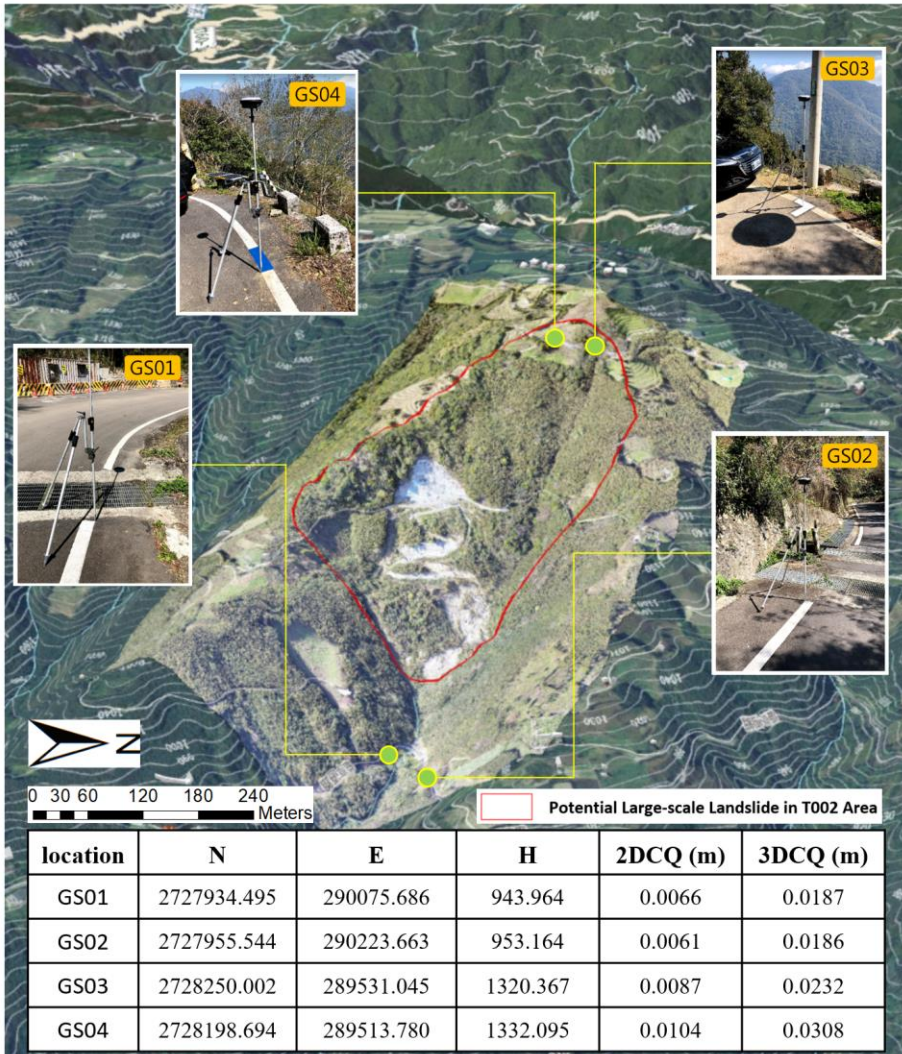 GS04
GS03
GS01
GS02
N
0 30 60 120 180 240
Meters
Potential Large-scale Landslide in T002 Area
location N E H 2DCQ (m) 3DCQ (m)
GS01 2727934.495 290075.686 943.964 0.0066 0.0187
GS02 2727955.544 290223.663 953.164 0.0061 0.0186
GS03 2728250.002 289531.045 1320.367 0.0087 0.0232
GS04 2728198.694 289513.780 1332.095 0.0104 0.0308